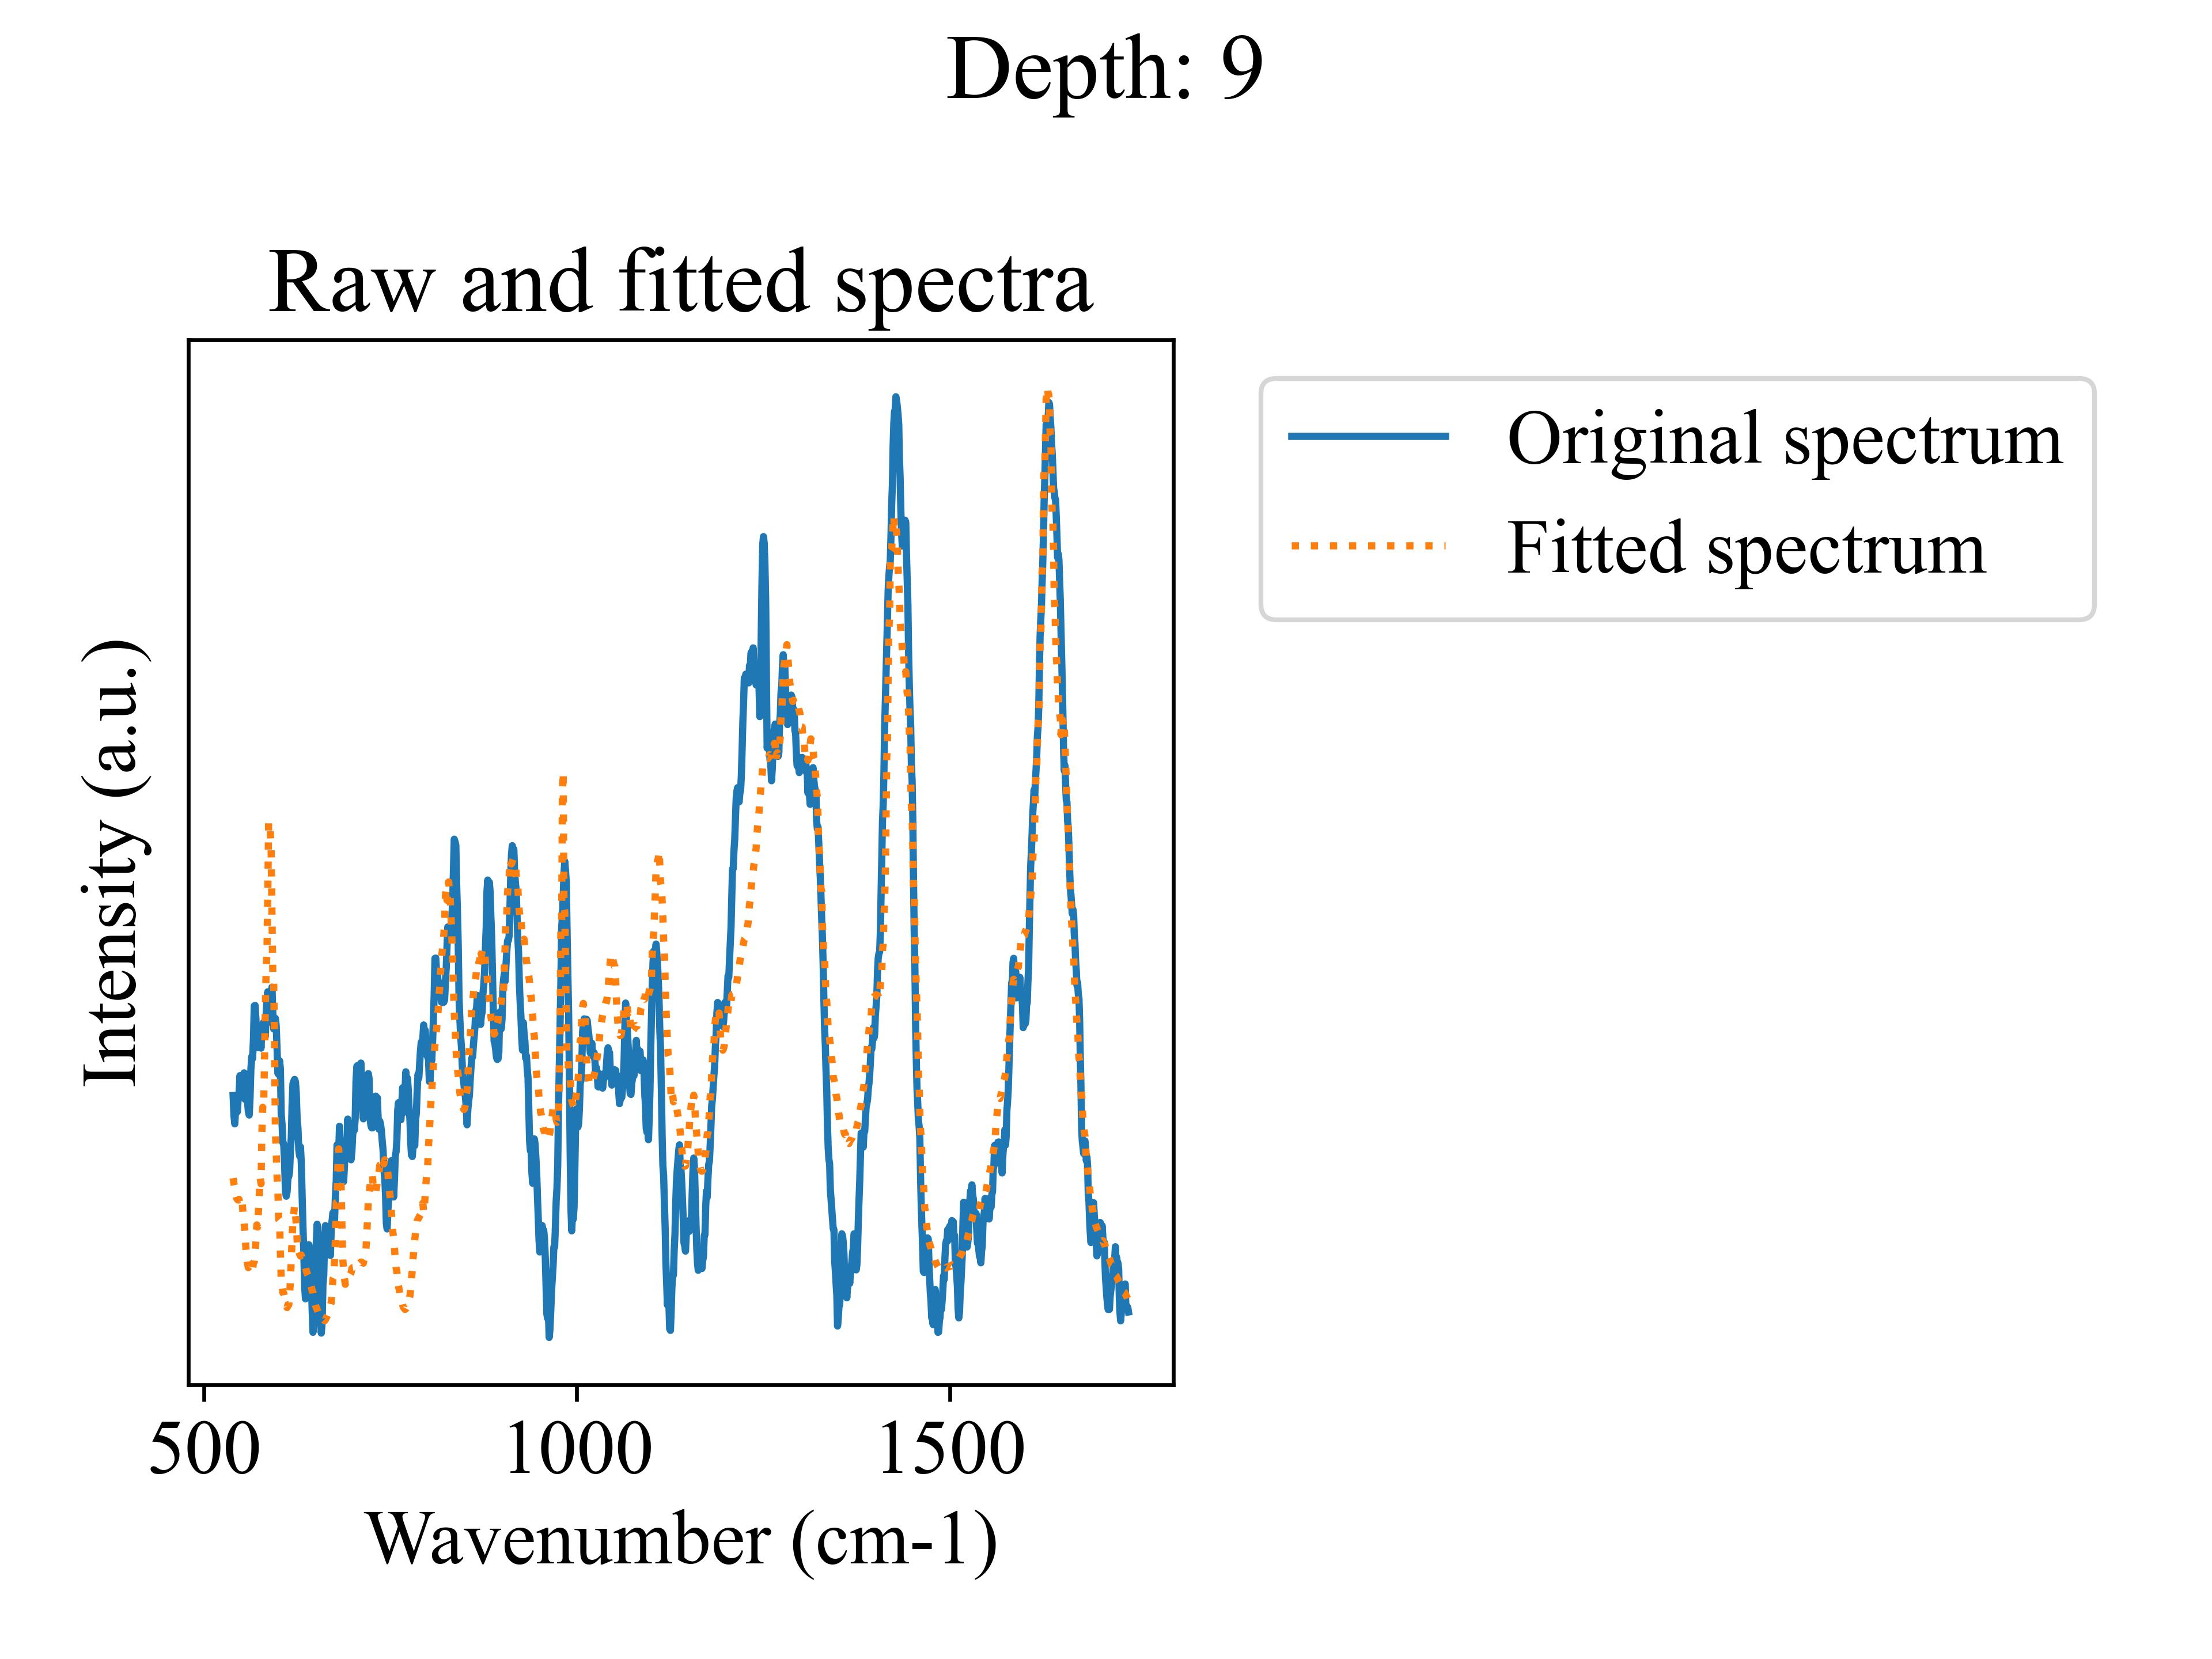 Depth: 9
Raw and fitted spectra
Original spectrum
Fitted spectrum
Intensity (a.u.)
500 1000 1500
Wavenumber (cm-1)